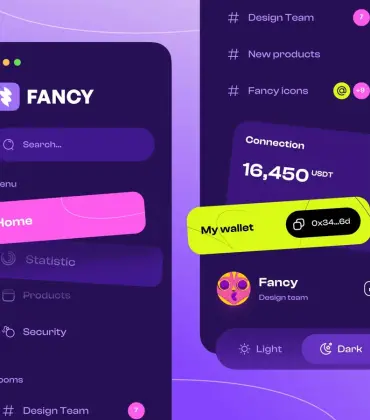 FANCY
Search...
enu
Home
Statistic
Products
Security
ooms
# Design Team 7
# Design Team 7
# New products
# Fancy icons @ +9
Connection
16,450 USDT
My wallet 0x34...6d
Fancy
Design team
Light Dark